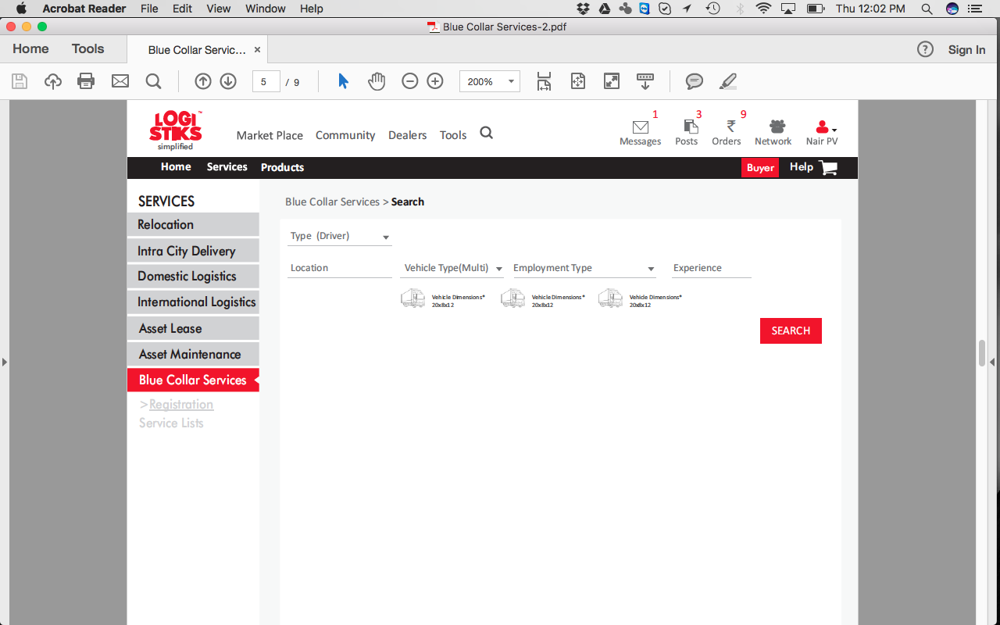 Acrobat Reader File Edit View Window Help Thu 12:02 PM
Blue Collar Services-2.pdf
Home Tools Blue Collar Servic... × ? Sign In
5 / 9 200%
LOGI
STIKS
™
simplified
Market Place Community Dealers Tools
1 3 ₹ 9
Messages Posts Orders Network Nair PV
Home Services Products Buyer Help
SERVICES
Relocation
Intra City Delivery
Domestic Logistics
International Logistics
Asset Lease
Asset Maintenance
Blue Collar Services
>Registration
Service Lists
Blue Collar Services > Search
Type (Driver)
Location Vehicle Type(Multi) Employment Type Experience
Vehicle Dimensions* Vehicle Dimensions* Vehicle Dimensions*
20x8x12 20x8x12 20x8x12
SEARCH